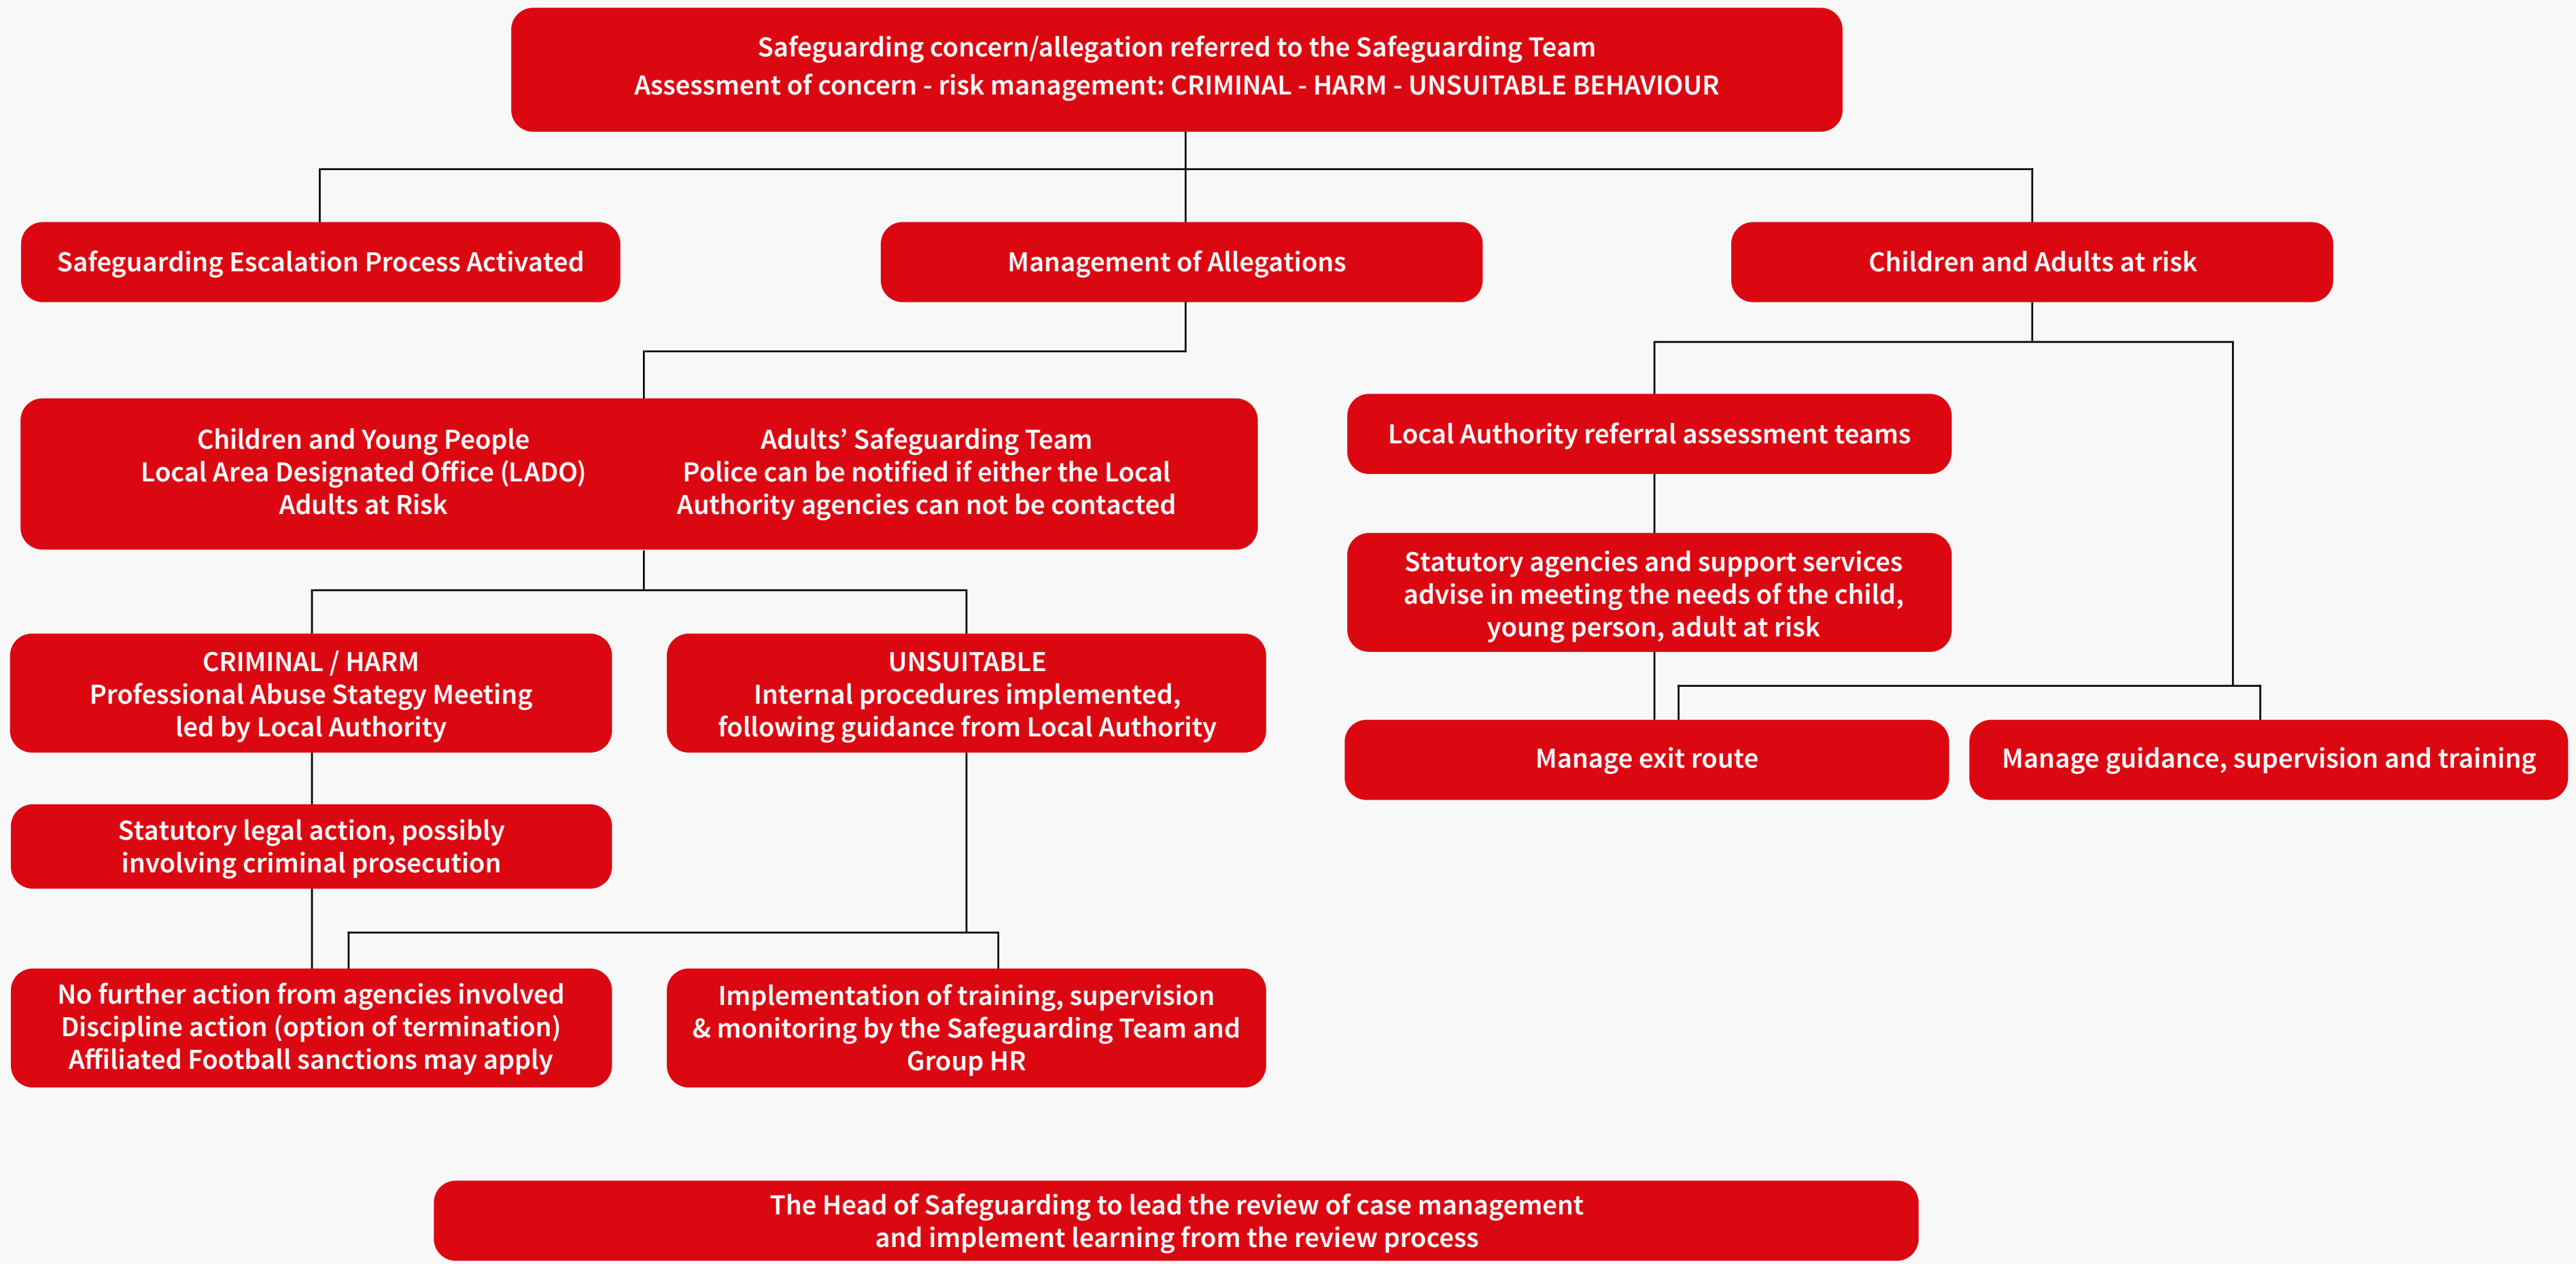 Safeguarding concern/allegation referred to the Safeguarding Team
Assessment of concern - risk management: CRIMINAL - HARM - UNSUITABLE BEHAVIOUR
Safeguarding Escalation Process Activated
Management of Allegations
Children and Adults at risk
Children and Young People
Local Area Designated Office (LADO)
Adults at Risk
Adults’ Safeguarding Team
Police can be notified if either the Local
Authority agencies can not be contacted
Local Authority referral assessment teams
Statutory agencies and support services
advise in meeting the needs of the child,
young person, adult at risk
CRIMINAL / HARM
Professional Abuse Stategy Meeting
led by Local Authority
UNSUITABLE
Internal procedures implemented,
following guidance from Local Authority
Manage exit route
Manage guidance, supervision and training
Statutory legal action, possibly
involving criminal prosecution
No further action from agencies involved
Discipline action (option of termination)
Affiliated Football sanctions may apply
Implementation of training, supervision
& monitoring by the Safeguarding Team and
Group HR
The Head of Safeguarding to lead the review of case management
and implement learning from the review process